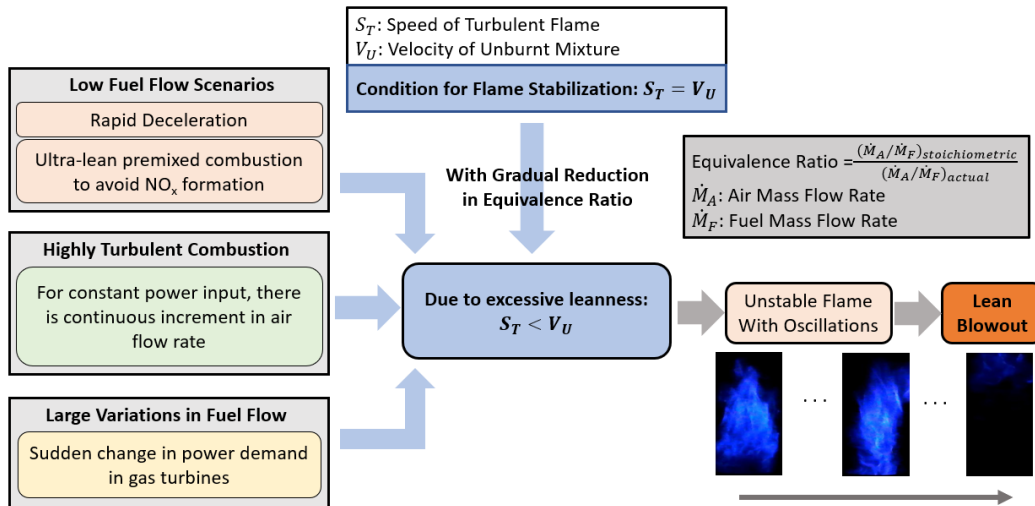 S_T: Speed of Turbulent Flame
V_U: Velocity of Unburnt Mixture
Condition for Flame Stabilization: S_T = V_U
Low Fuel Flow Scenarios
Rapid Deceleration
Ultra-lean premixed combustion
to avoid NO_x formation
With Gradual Reduction
in Equivalence Ratio
Equivalence Ratio = (Ṁ_A/Ṁ_F)_stoichiometric / (Ṁ_A/Ṁ_F)_actual
Ṁ_A: Air Mass Flow Rate
Ṁ_F: Fuel Mass Flow Rate
Highly Turbulent Combustion
For constant power input, there
is continuous increment in air
flow rate
Due to excessive leanness:
S_T < V_U
Unstable Flame
With Oscillations
Lean
Blowout
... ...
Large Variations in Fuel Flow
Sudden change in power demand
in gas turbines